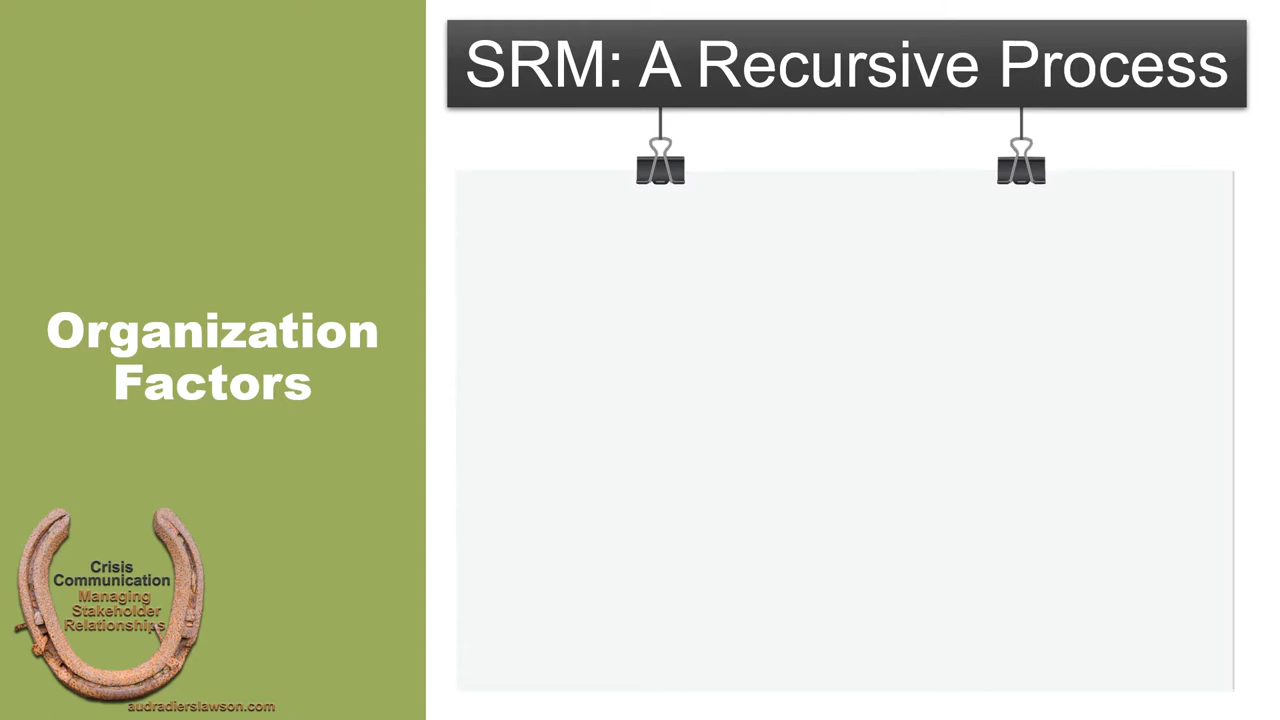 SRM: A Recursive Process
Organization
Factors
Crisis
Communication
Managing
Stakeholder
Relationships
audradierslawson.com